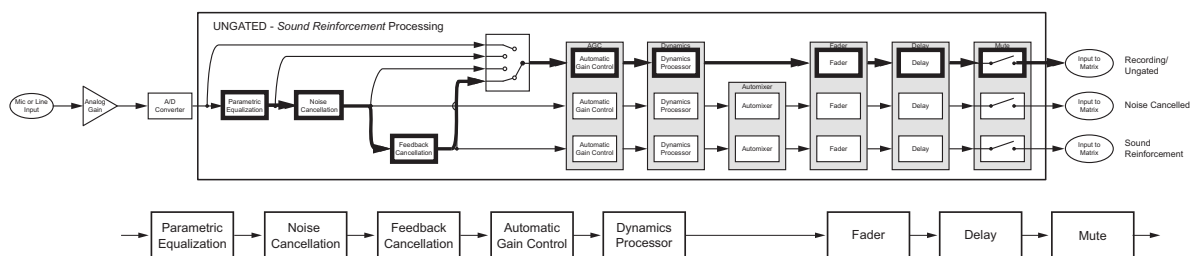 UNGATED - Sound Reinforcement Processing
AGC
Dynamics
Fader
Delay
Mute
Automatic
Gain Control
Dynamics
Processor
Fader
Delay
Input to
Matrix
Recording/
Ungated
Mic or Line
Input
Analog
Gain
A/D
Converter
Parametric
Equalization
Noise
Cancellation
Automatic
Gain Control
Dynamics
Processor
Automixer
Automixer
Fader
Delay
Input to
Matrix
Noise Cancelled
Feedback
Cancellation
Automatic
Gain Control
Dynamics
Processor
Automixer
Fader
Delay
Input to
Matrix
Sound
Reinforcement
Parametric
Equalization
Noise
Cancellation
Feedback
Cancellation
Automatic
Gain Control
Dynamics
Processor
Fader
Delay
Mute